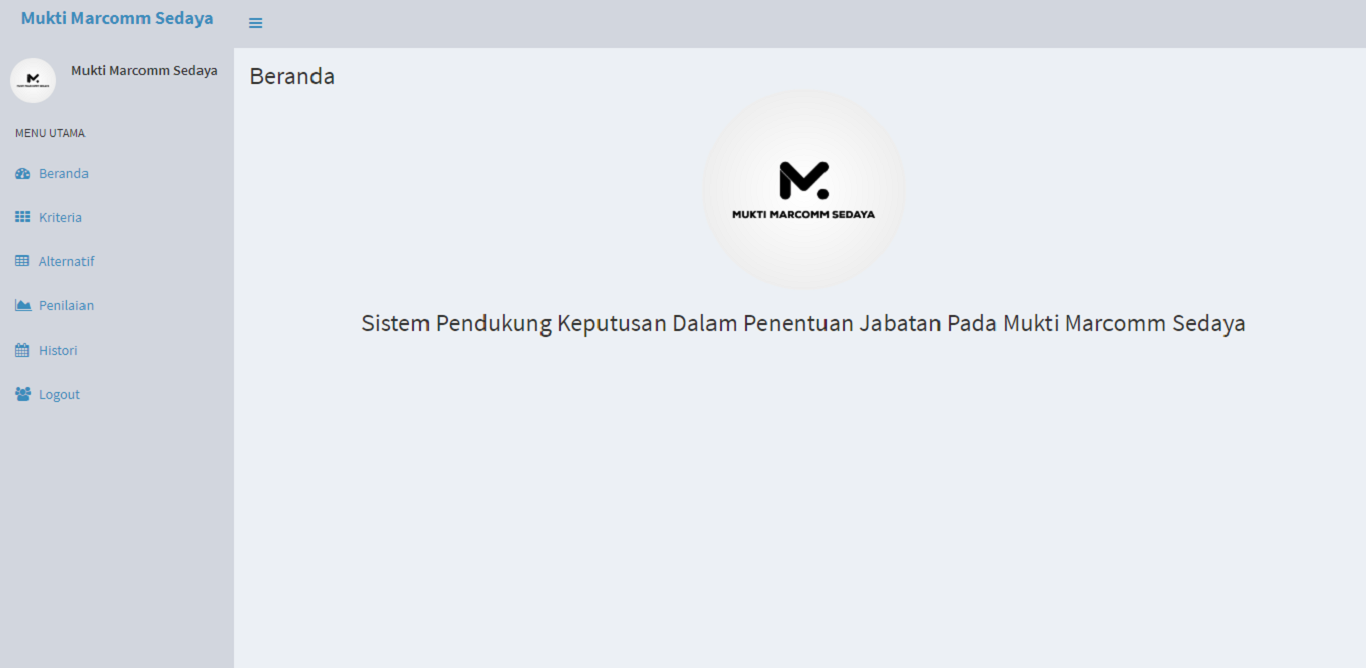 Mukti Marcomm Sedaya
Mukti Marcomm Sedaya
MENU UTAMA
Beranda
Kriteria
Alternatif
Penilaian
Histori
Logout
Beranda
MUKTI MARCOMM SEDAYA
Sistem Pendukung Keputusan Dalam Penentuan Jabatan Pada Mukti Marcomm Sedaya